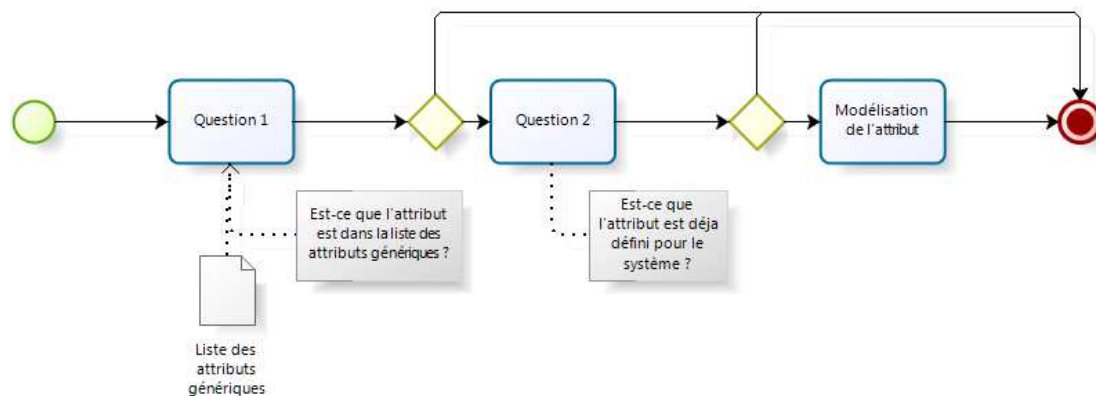 Question 1
Question 2
Modélisation
de l'attribut
Est-ce que l'attribut
est dans la liste des
attributs génériques ?
Est-ce que
l'attribut est déja
défini pour le
système ?
Liste des
attributs
génériques